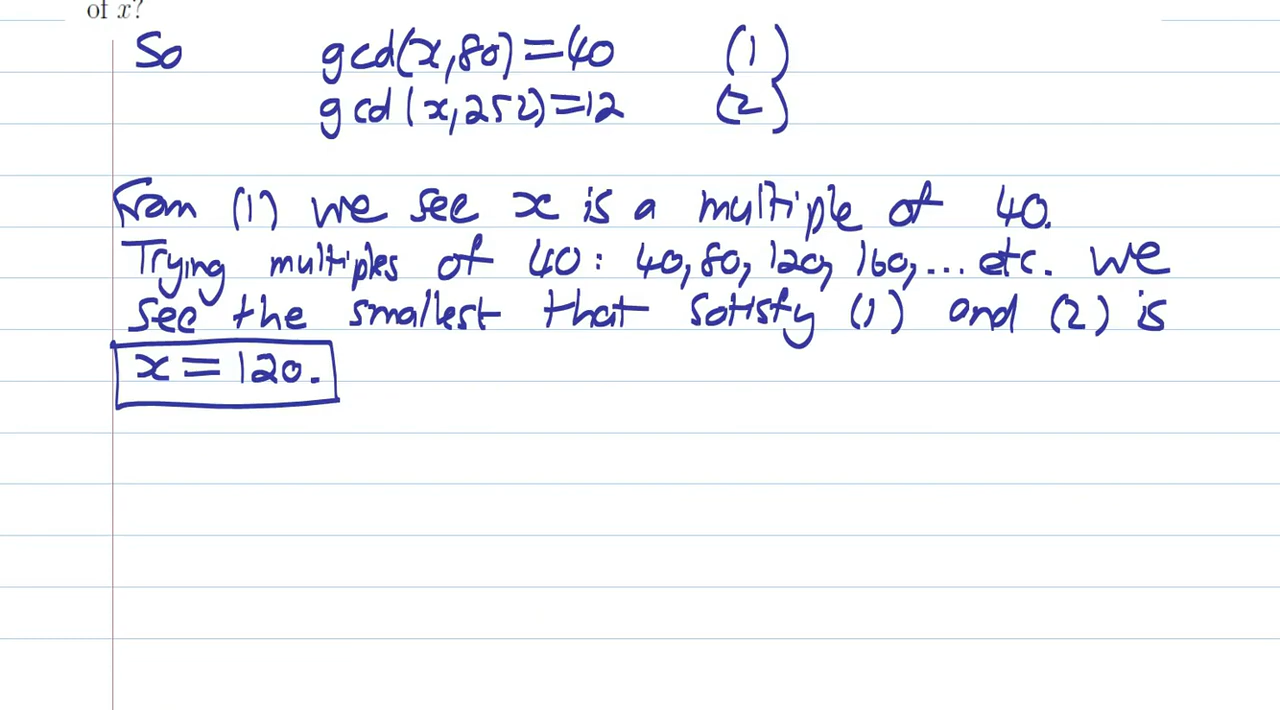 of x?
So gcd(x,80)=40 (1)
gcd(x,252)=12 (2)
From (1) we see x is a multiple of 40.
Trying multiples of 40: 40,80,120,160,... etc. we
see the smallest that satisfy (1) and (2) is
x=120.